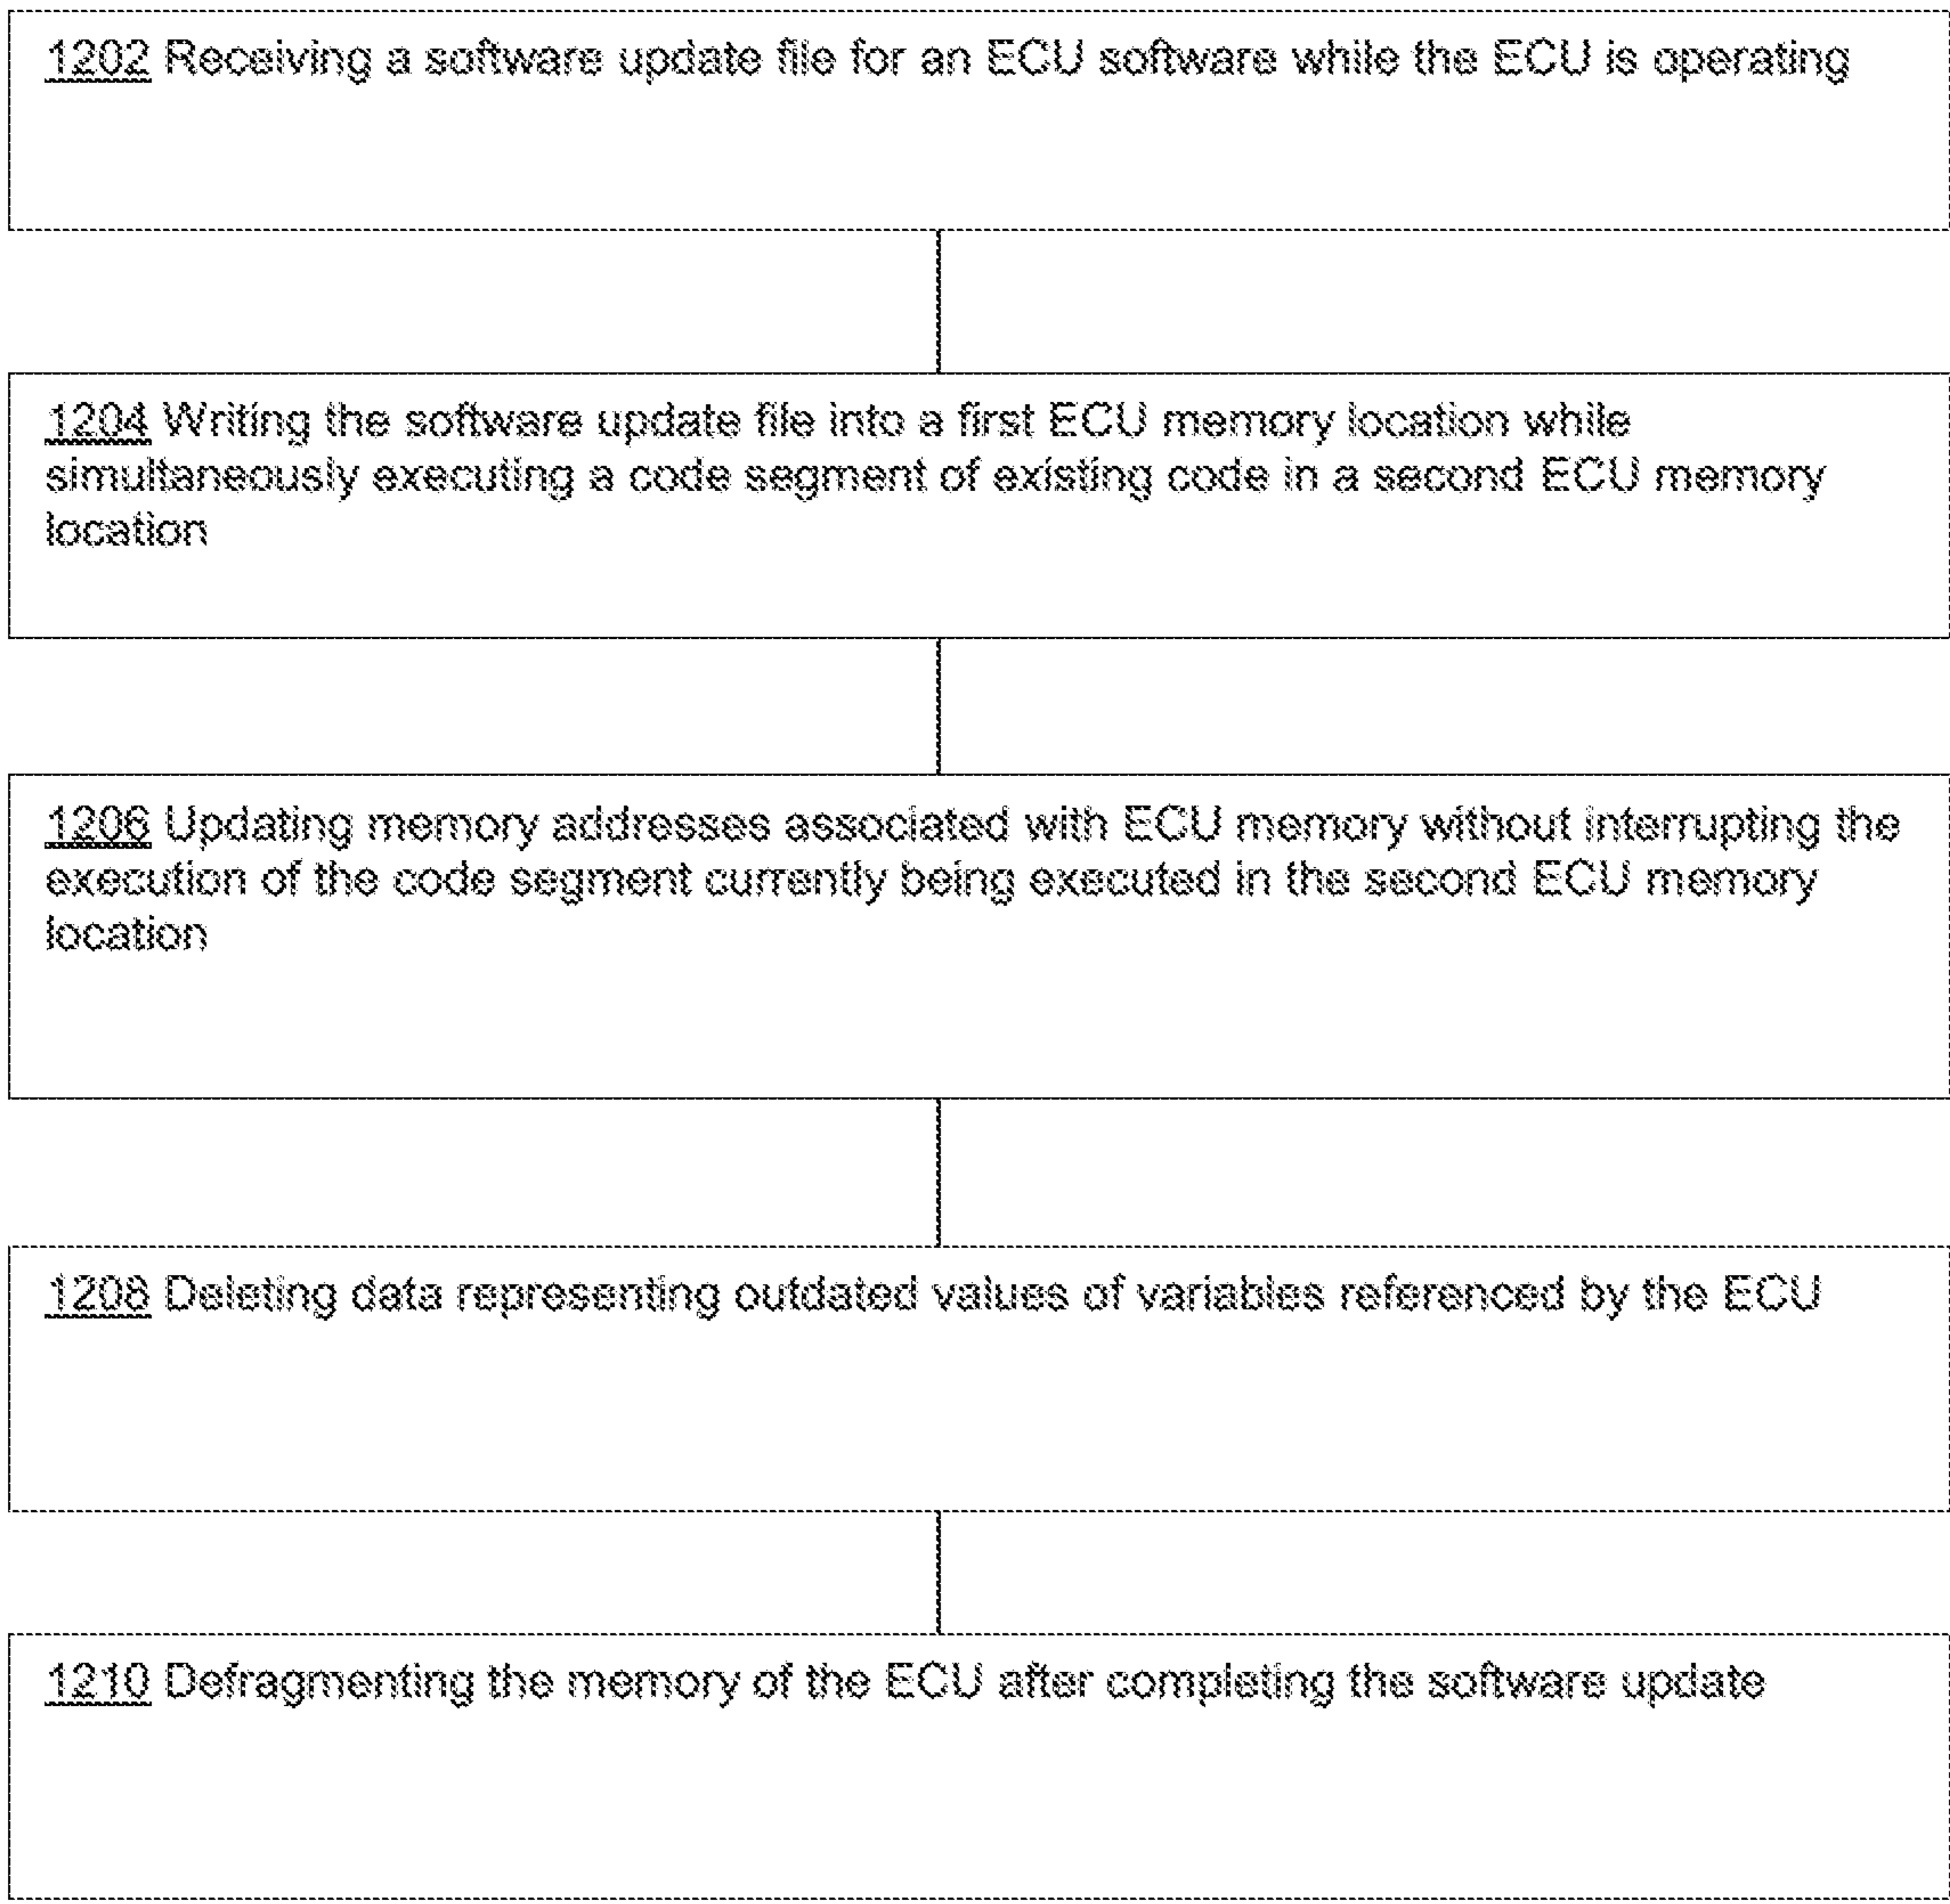 1202 Receiving a software update file for an ECU software while the ECU is operating
1204 Writing the software update file into a first ECU memory location while
simultaneously executing a code segment of existing code in a second ECU memory
location
1206 Updating memory addresses associated with ECU memory without interrupting the
execution of the code segment currently being executed in the second ECU memory
location
1208 Deleting data representing outdated values of variables referenced by the ECU
1210 Defragmenting the memory of the ECU after completing the software update